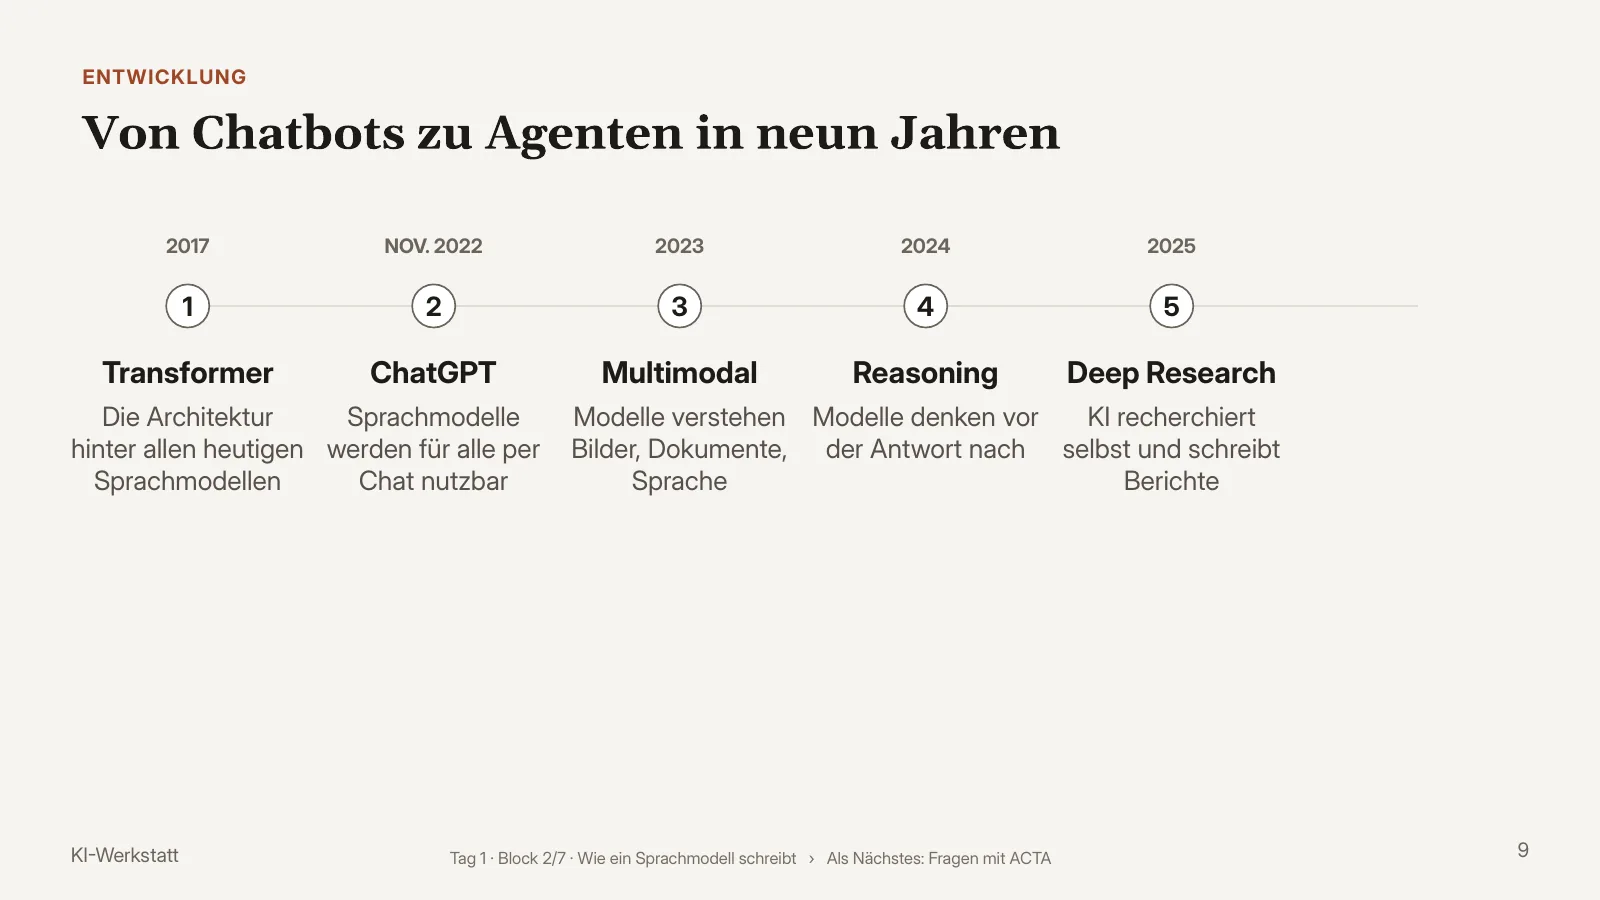 ENTWICKLUNG
Von Chatbots zu Agenten in neun Jahren
2017
NOV. 2022
2023
2024
2025
1
2
3
4
5
Transformer
Die Architektur
hinter allen heutigen
Sprachmodellen
ChatGPT
Sprachmodelle
werden für alle per
Chat nutzbar
Multimodal
Modelle verstehen
Bilder, Dokumente,
Sprache
Reasoning
Modelle denken vor
der Antwort nach
Deep Research
KI recherchiert
selbst und schreibt
Berichte
KI-Werkstatt
Tag 1 · Block 2/7 · Wie ein Sprachmodell schreibt › Als Nächstes: Fragen mit ACTA
9